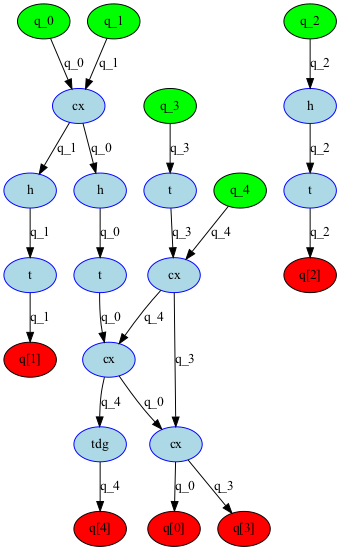 q_0 q_1 q_2
q_0 q_1 q_2
cx q_3 h
q_1 q_0 q_3 q_2
h h t q_4 t
q_1 q_0 q_3 q_4 q_2
t t cx q[2]
q_1 q_0 q_4
q[1] cx q_3
q_4 q_0
tdg cx
q_4 q_0 q_3
q[4] q[0] q[3]